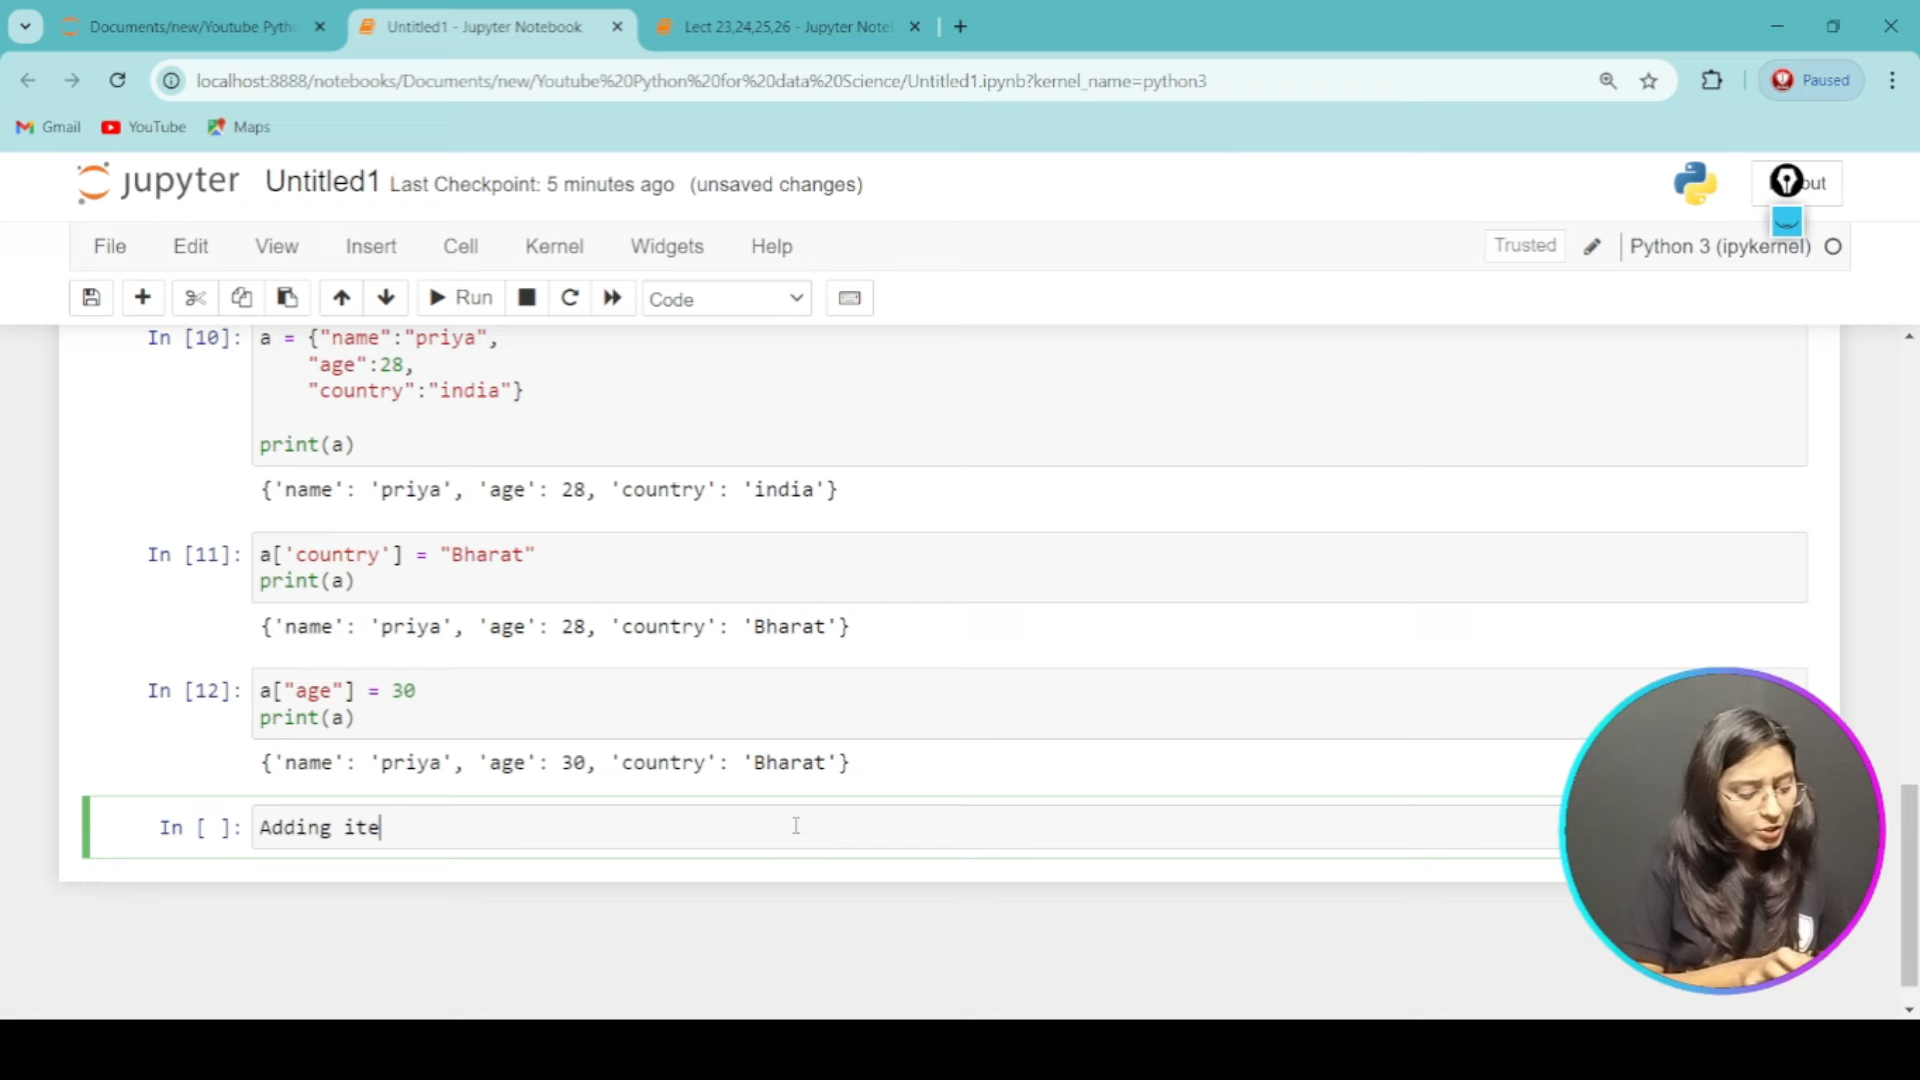 Documents/new/Youtube Pyth
Untitled1 - Jupyter Notebook
Lect 23,24,25,26 - Jupyter Note
localhost:8888/notebooks/Documents/new/Youtube%20Python%20for%20data%20Science/Untitled1.ipynb?kernel_name=python3
Paused
Gmail
YouTube
Maps
jupyter
Untitled1
Last Checkpoint: 5 minutes ago
(unsaved changes)
out
File
Edit
View
Insert
Cell
Kernel
Widgets
Help
Trusted
Python 3 (ipykernel)
Run
Code
In [10]:
a = {"name":"priya",
"age":28,
"country":"india"}
print(a)
{'name': 'priya', 'age': 28, 'country': 'india'}
In [11]:
a['country'] = "Bharat"
print(a)
{'name': 'priya', 'age': 28, 'country': 'Bharat'}
In [12]:
a["age"] = 30
print(a)
{'name': 'priya', 'age': 30, 'country': 'Bharat'}
In [ ]:
Adding ite